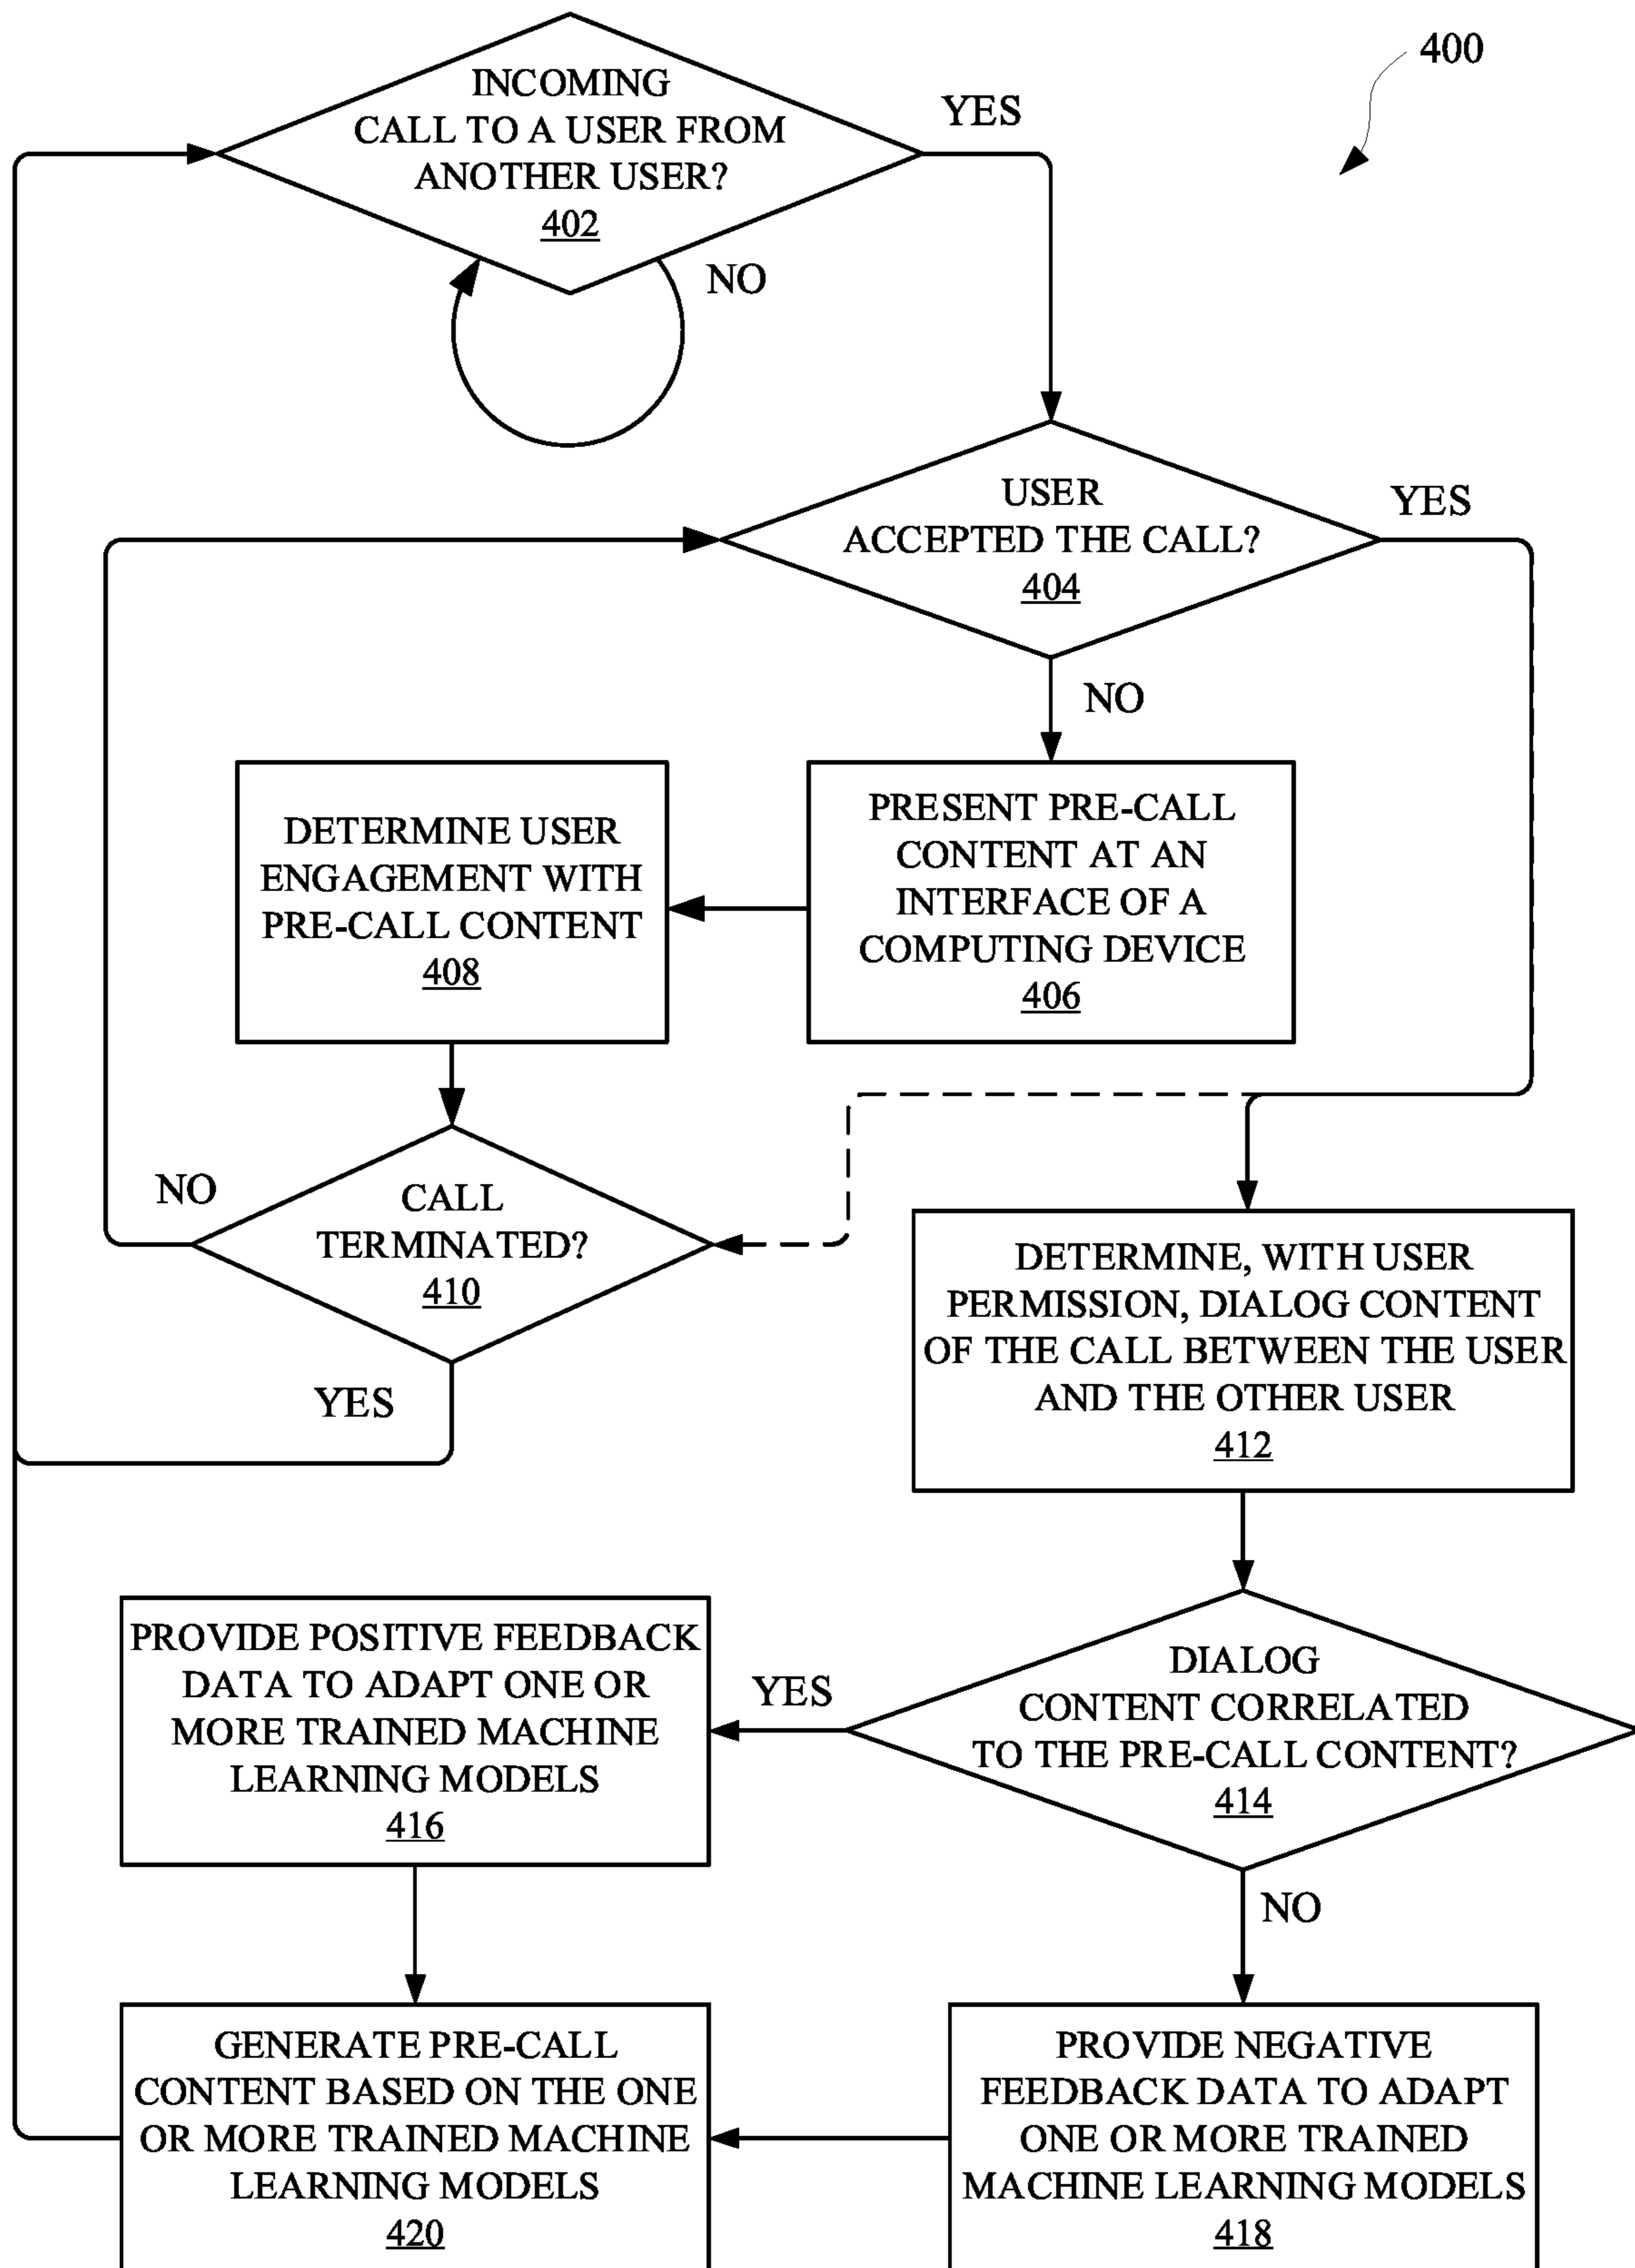 400
INCOMING
CALL TO A USER FROM
ANOTHER USER?
402
YES
NO
USER
ACCEPTED THE CALL?
404
YES
NO
PRESENT PRE-CALL
CONTENT AT AN
INTERFACE OF A
COMPUTING DEVICE
406
DETERMINE USER
ENGAGEMENT WITH
PRE-CALL CONTENT
408
CALL
TERMINATED?
410
NO
YES
DETERMINE, WITH USER
PERMISSION, DIALOG CONTENT
OF THE CALL BETWEEN THE USER
AND THE OTHER USER
412
DIALOG
CONTENT CORRELATED
TO THE PRE-CALL CONTENT?
414
YES
NO
PROVIDE POSITIVE FEEDBACK
DATA TO ADAPT ONE OR
MORE TRAINED MACHINE
LEARNING MODELS
416
PROVIDE NEGATIVE
FEEDBACK DATA TO ADAPT
ONE OR MORE TRAINED
MACHINE LEARNING MODELS
418
GENERATE PRE-CALL
CONTENT BASED ON THE ONE
OR MORE TRAINED MACHINE
LEARNING MODELS
420